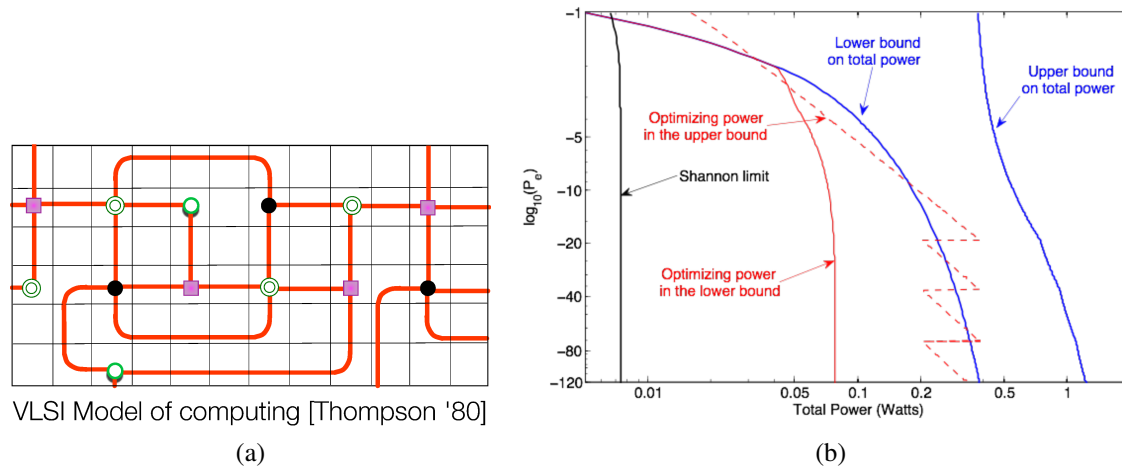 VLSI Model of computing [Thompson '80]
(a)
-1
-5
-10
-20
-40
-80
-120
log10(Pe)
Lower bound
on total power
Upper bound
on total power
Optimizing power
in the upper bound
Shannon limit
Optimizing power
in the lower bound
0.01
0.05
0.1
0.2
0.5
1
Total Power (Watts)
(b)